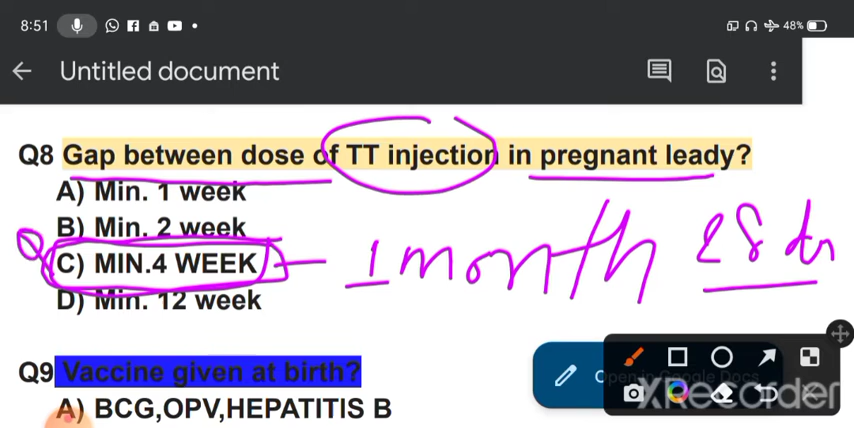 8:51 48%
Untitled document
Q8 Gap between dose of TT injection in pregnant leady?
A) Min. 1 week
B) Min. 2 week
C) MIN.4 WEEK 1 month 28
D) Min. 12 week
Q9 Vaccine given at birth?
Open in Google Docs
A) BCG,OPV,HEPATITIS B
XRecorder